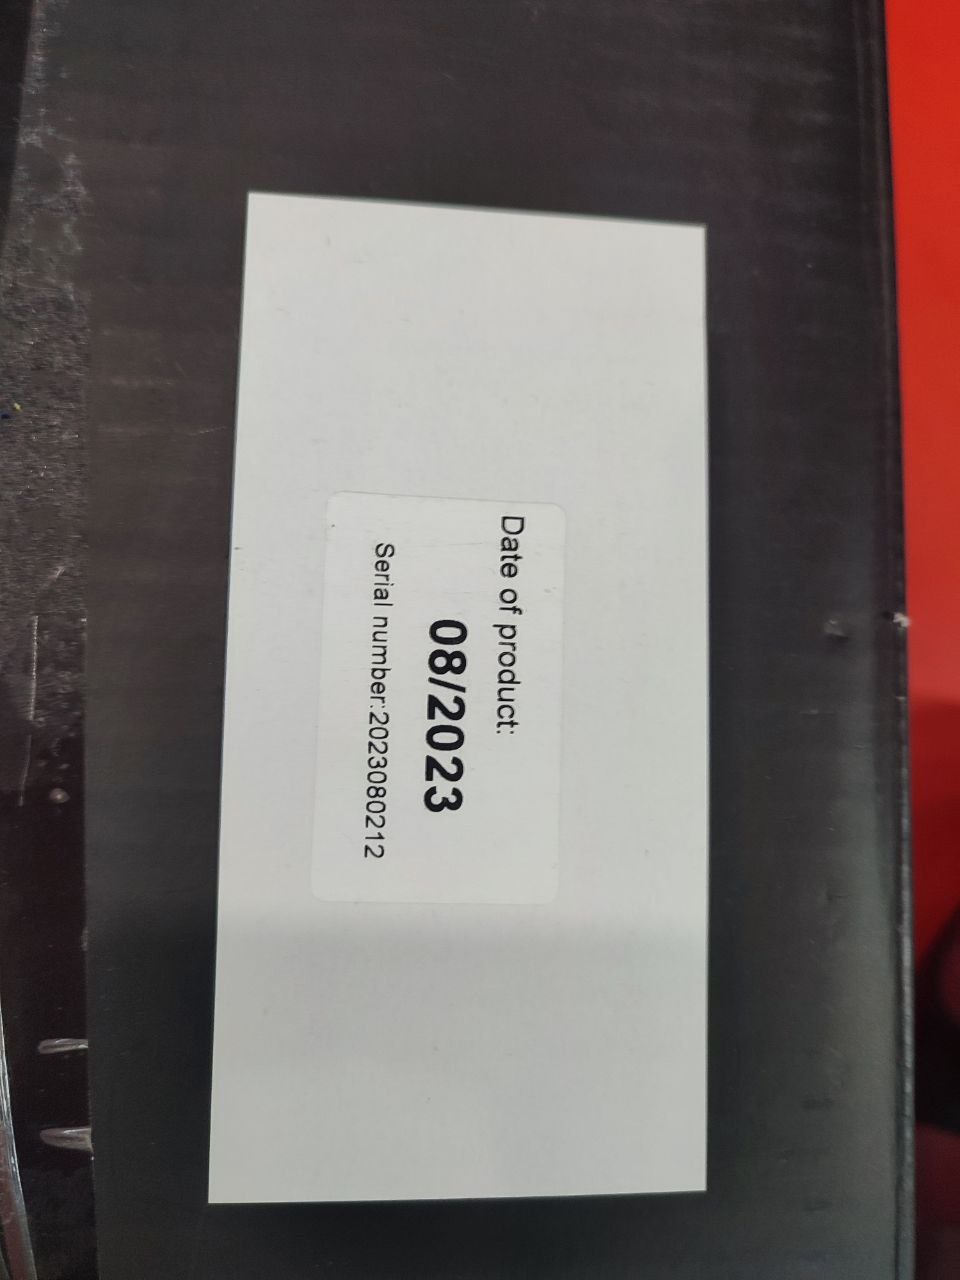 Date of product:
08/2023
Serial number:2023080212